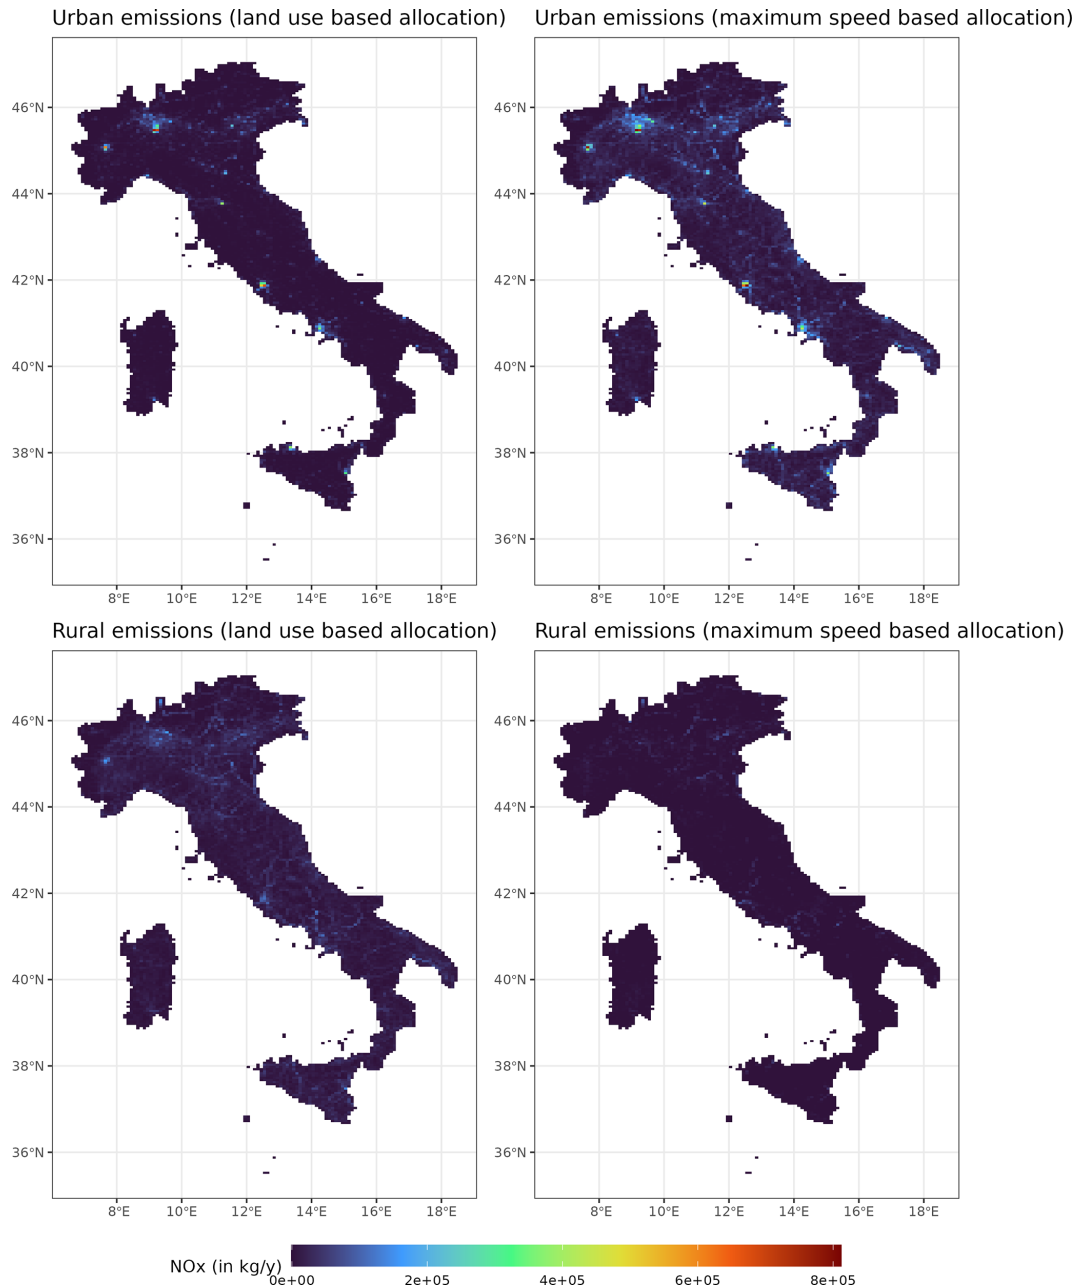 Urban emissions (land use based allocation)
Urban emissions (maximum speed based allocation)
46°N
44°N
42°N
40°N
38°N
36°N
8°E 10°E 12°E 14°E 16°E 18°E
8°E 10°E 12°E 14°E 16°E 18°E
46°N
44°N
42°N
40°N
38°N
36°N
Rural emissions (land use based allocation)
Rural emissions (maximum speed based allocation)
46°N
44°N
42°N
40°N
38°N
36°N
8°E 10°E 12°E 14°E 16°E 18°E
46°N
44°N
42°N
40°N
38°N
36°N
8°E 10°E 12°E 14°E 16°E 18°E
NOx (in kg/y)
0e+00 2e+05 4e+05 6e+05 8e+05